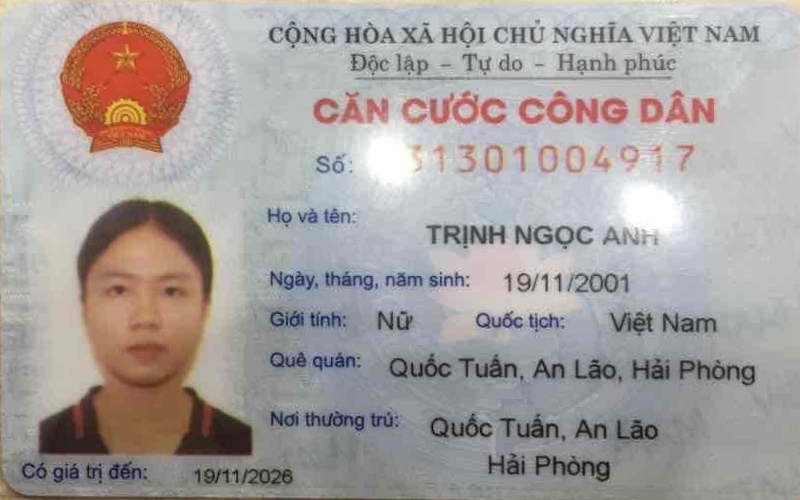 CỘNG HÒA XÃ HỘI CHỦ NGHĨA VIỆT NAM
Độc lập – Tự do – Hạnh phúc
CĂN CƯỚC CÔNG DÂN
Số: 31301004917
Họ và tên:
TRỊNH NGỌC ANH
Ngày, tháng, năm sinh: 19/11/2001
Giới tính: Nữ Quốc tịch: Việt Nam
Quê quán: Quốc Tuấn, An Lão, Hải Phòng
Nơi thường trú: Quốc Tuấn, An Lão
Hải Phòng
Có giá trị đến: 19/11/2026